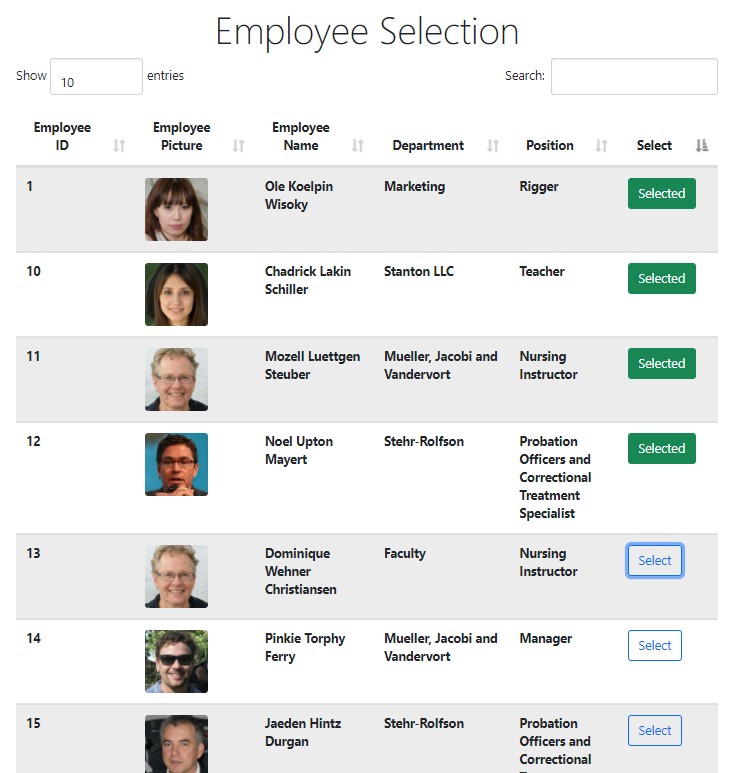 Employee Selection
Show 10 entries
Search:
Employee ID
Employee Picture
Employee Name
Department
Position
Select
1
Ole Koelpin
Wisoky
Marketing
Rigger
Selected
10
Chadrick Lakin
Schiller
Stanton LLC
Teacher
Selected
11
Mozell Luettgen
Steuber
Mueller, Jacobi and
Vandervort
Nursing
Instructor
Selected
12
Noel Upton
Mayert
Stehr-Rolfson
Probation
Officers and
Correctional
Treatment
Specialist
Selected
13
Dominique
Wehner
Christiansen
Faculty
Nursing
Instructor
Select
14
Pinkie Torphy
Ferry
Mueller, Jacobi and
Vandervort
Manager
Select
15
Jaeden Hintz
Durgan
Stehr-Rolfson
Probation
Officers and
Correctional
Select